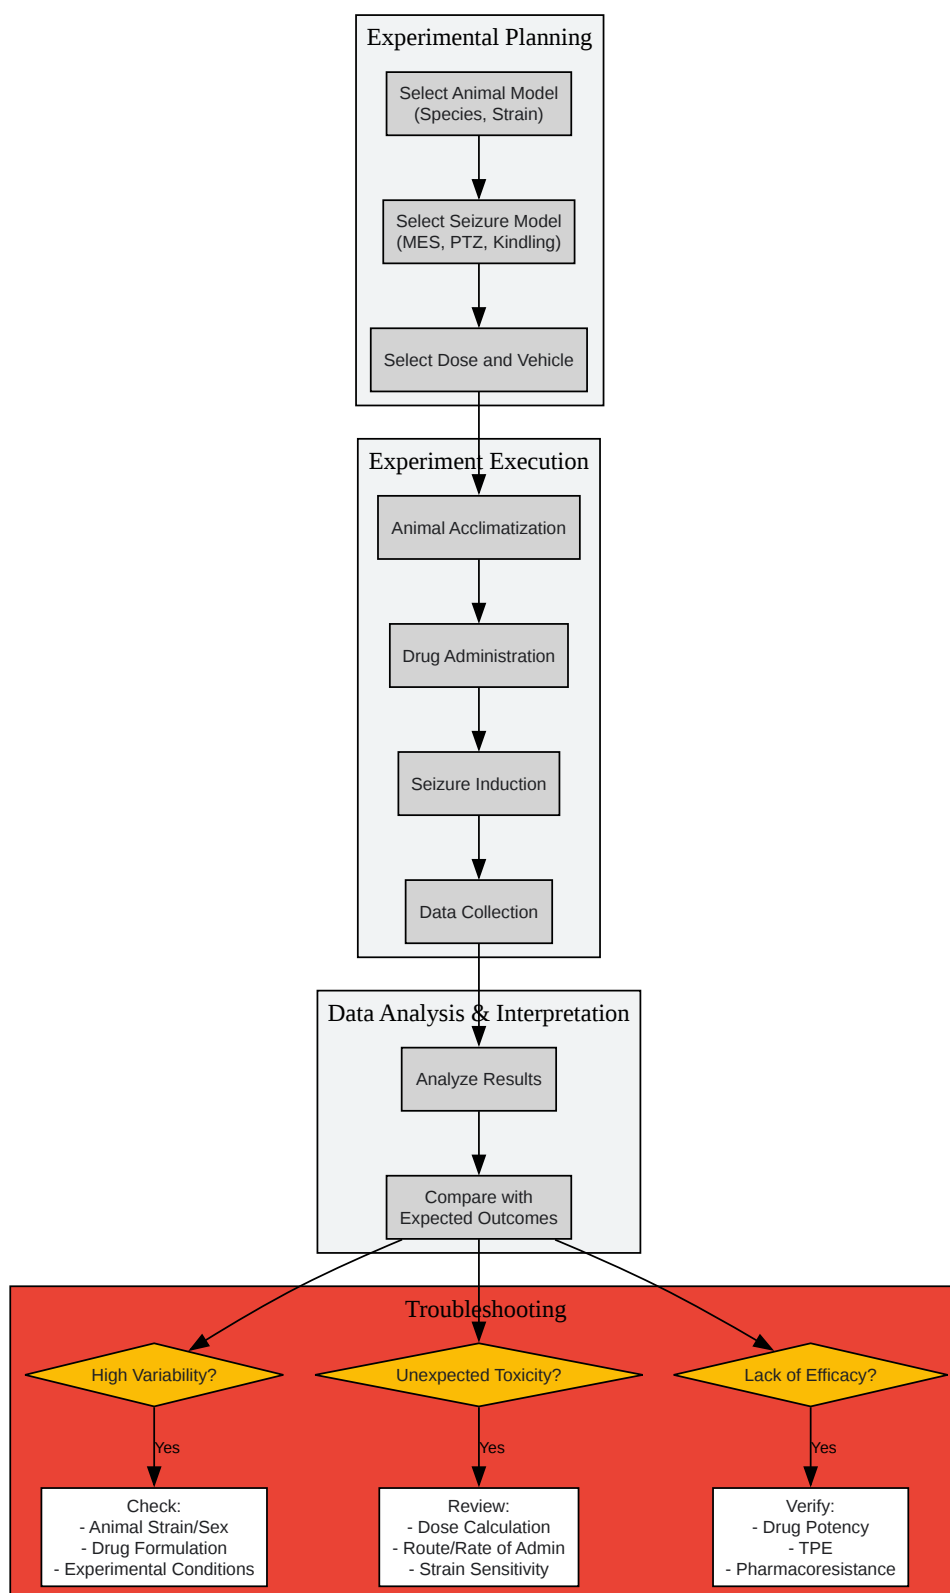 Experimental Planning
Select Animal Model
(Species, Strain)
Select Seizure Model
(MES, PTZ, Kindling)
Select Dose and Vehicle
Experiment Execution
Animal Acclimatization
Drug Administration
Seizure Induction
Data Collection
Data Analysis & Interpretation
Analyze Results
Compare with
Expected Outcomes
Troubleshooting
High Variability?
Unexpected Toxicity?
Lack of Efficacy?
Yes
Yes
Yes
Check:
- Animal Strain/Sex
- Drug Formulation
- Experimental Conditions
Review:
- Dose Calculation
- Route/Rate of Admin
- Strain Sensitivity
Verify:
- Drug Potency
- TPE
- Pharmacoresistance